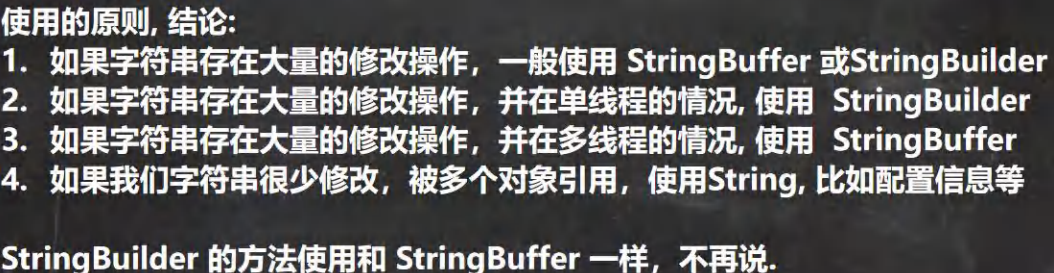 使用的原则, 结论:
1. 如果字符串存在大量的修改操作，一般使用 StringBuffer 或StringBuilder
2. 如果字符串存在大量的修改操作，并在单线程的情况, 使用 StringBuilder
3. 如果字符串存在大量的修改操作，并在多线程的情况, 使用 StringBuffer
4. 如果我们字符串很少修改，被多个对象引用，使用String, 比如配置信息等
StringBuilder 的方法使用和 StringBuffer 一样，不再说.